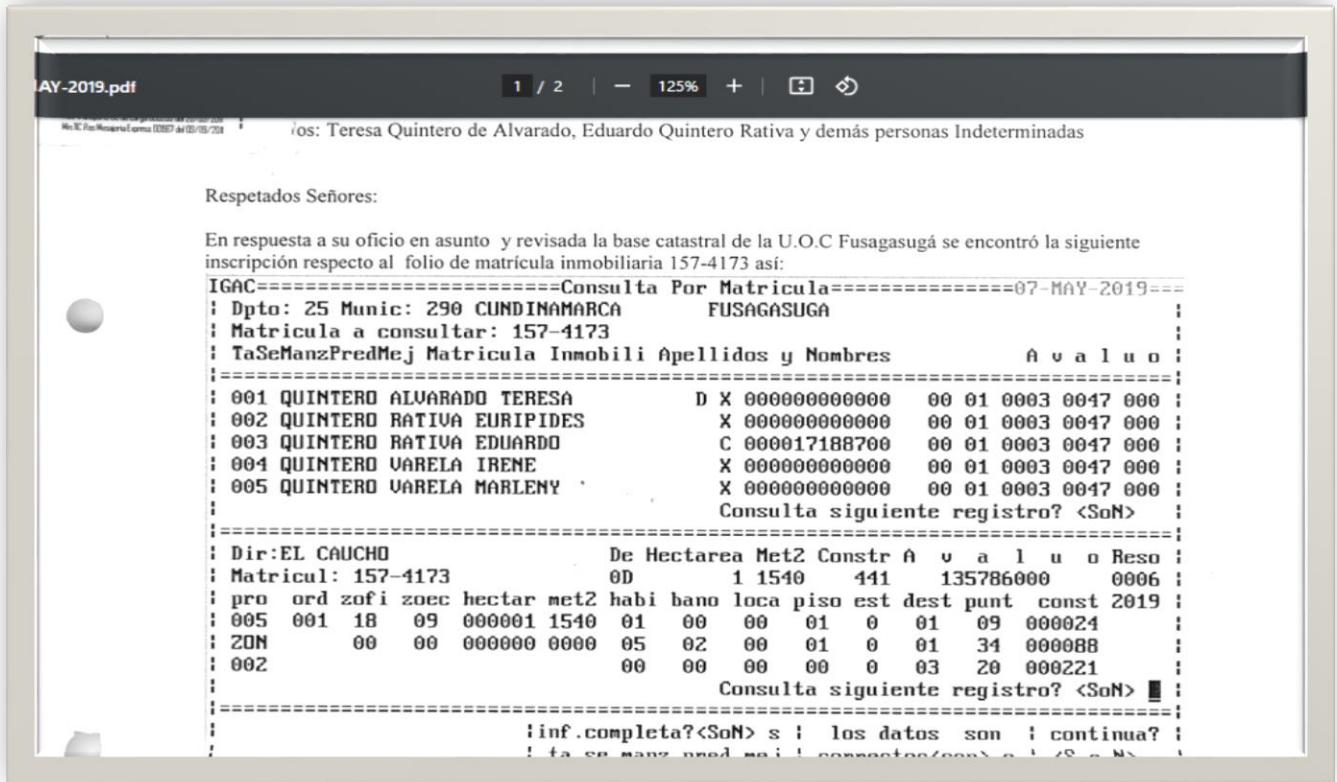 AY-2019.pdf 1 / 2 | — 125% +
Min.TIC Res Mensajería Express 001967 del 09/09/2011
os: Teresa Quintero de Alvarado, Eduardo Quintero Rativa y demás personas Indeterminadas
Respetados Señores:
En respuesta a su oficio en asunto y revisada la base catastral de la U.O.C Fusagasugá se encontró la siguiente
inscripción respecto al folio de matrícula inmobiliaria 157-4173 así:
IGAC=========================Consulta Por Matricula===============07-MAY-2019===
Dpto: 25 Munic: 290 CUNDINAMARCA FUSAGASUGA
Matricula a consultar: 157-4173
TaSeManzPredMej Matricula Inmobili Apellidos y Nombres A v a l u o
001 QUINTERO ALVARADO TERESA D X 000000000000 00 01 0003 0047 000
002 QUINTERO RATIVA EURIPIDES X 000000000000 00 01 0003 0047 000
003 QUINTERO RATIVA EDUARDO C 000017188700 00 01 0003 0047 000
004 QUINTERO VARELA IRENE X 000000000000 00 01 0003 0047 000
005 QUINTERO VARELA MARLENY X 000000000000 00 01 0003 0047 000
Consulta siguiente registro? <SoN>
Dir:EL CAUCHO De Hectarea Met2 Constr A v a l u o Reso
Matricul: 157-4173 0D 1 1540 441 135786000 0006
pro ord zofi zoec hectar met2 habi bano loca piso est dest punt const 2019
005 001 18 09 000001 1540 01 00 00 01 0 01 09 000024
ZON 00 00 000000 0000 05 02 00 01 0 01 34 000088
002 00 00 00 00 0 03 20 000221
Consulta siguiente registro? <SoN>
inf.completa?<SoN> s | los datos son | continua?